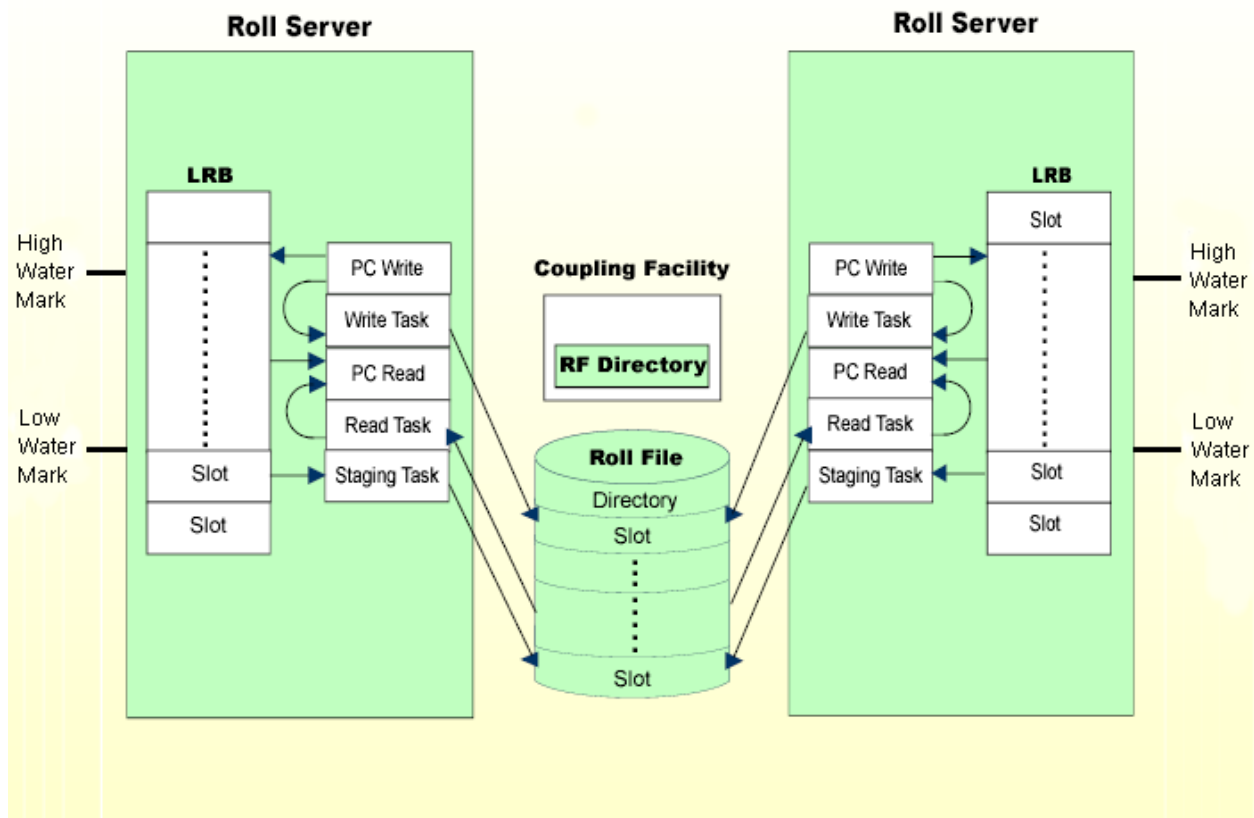 Roll Server
Roll Server
LRB
LRB
Slot
High
Water
Mark
High
Water
Mark
PC Write
Write Task
PC Read
Read Task
Staging Task
Coupling Facility
RF Directory
PC Write
Write Task
PC Read
Read Task
Staging Task
Low
Water
Mark
Low
Water
Mark
Slot
Slot
Roll File
Directory
Slot
Slot
Slot
Slot